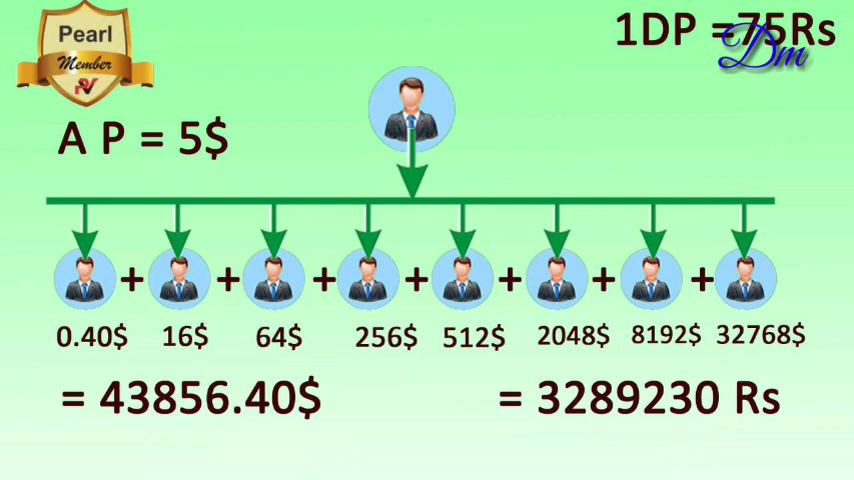 Pearl
Member
1DP =75Rs
Dm
A P = 5$
+ + + + + + +
0.40$ 16$ 64$ 256$ 512$ 2048$ 8192$ 32768$
= 43856.40$ = 3289230 Rs